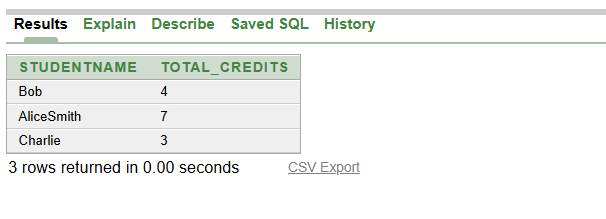 Results Explain Describe Saved SQL History
STUDENTNAME TOTAL_CREDITS
Bob 4
AliceSmith 7
Charlie 3
3 rows returned in 0.00 seconds CSV Export